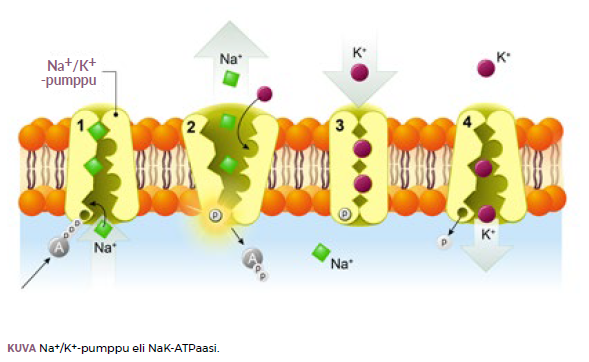 Na⁺/K⁺
-pumppu
Na⁺
K⁺
K⁺
1
2
3
4
P
P
P
P
P
A
Na⁺
A
P
P
Na⁺
P
K⁺
KUVA Na⁺/K⁺-pumppu eli NaK-ATPaasi.